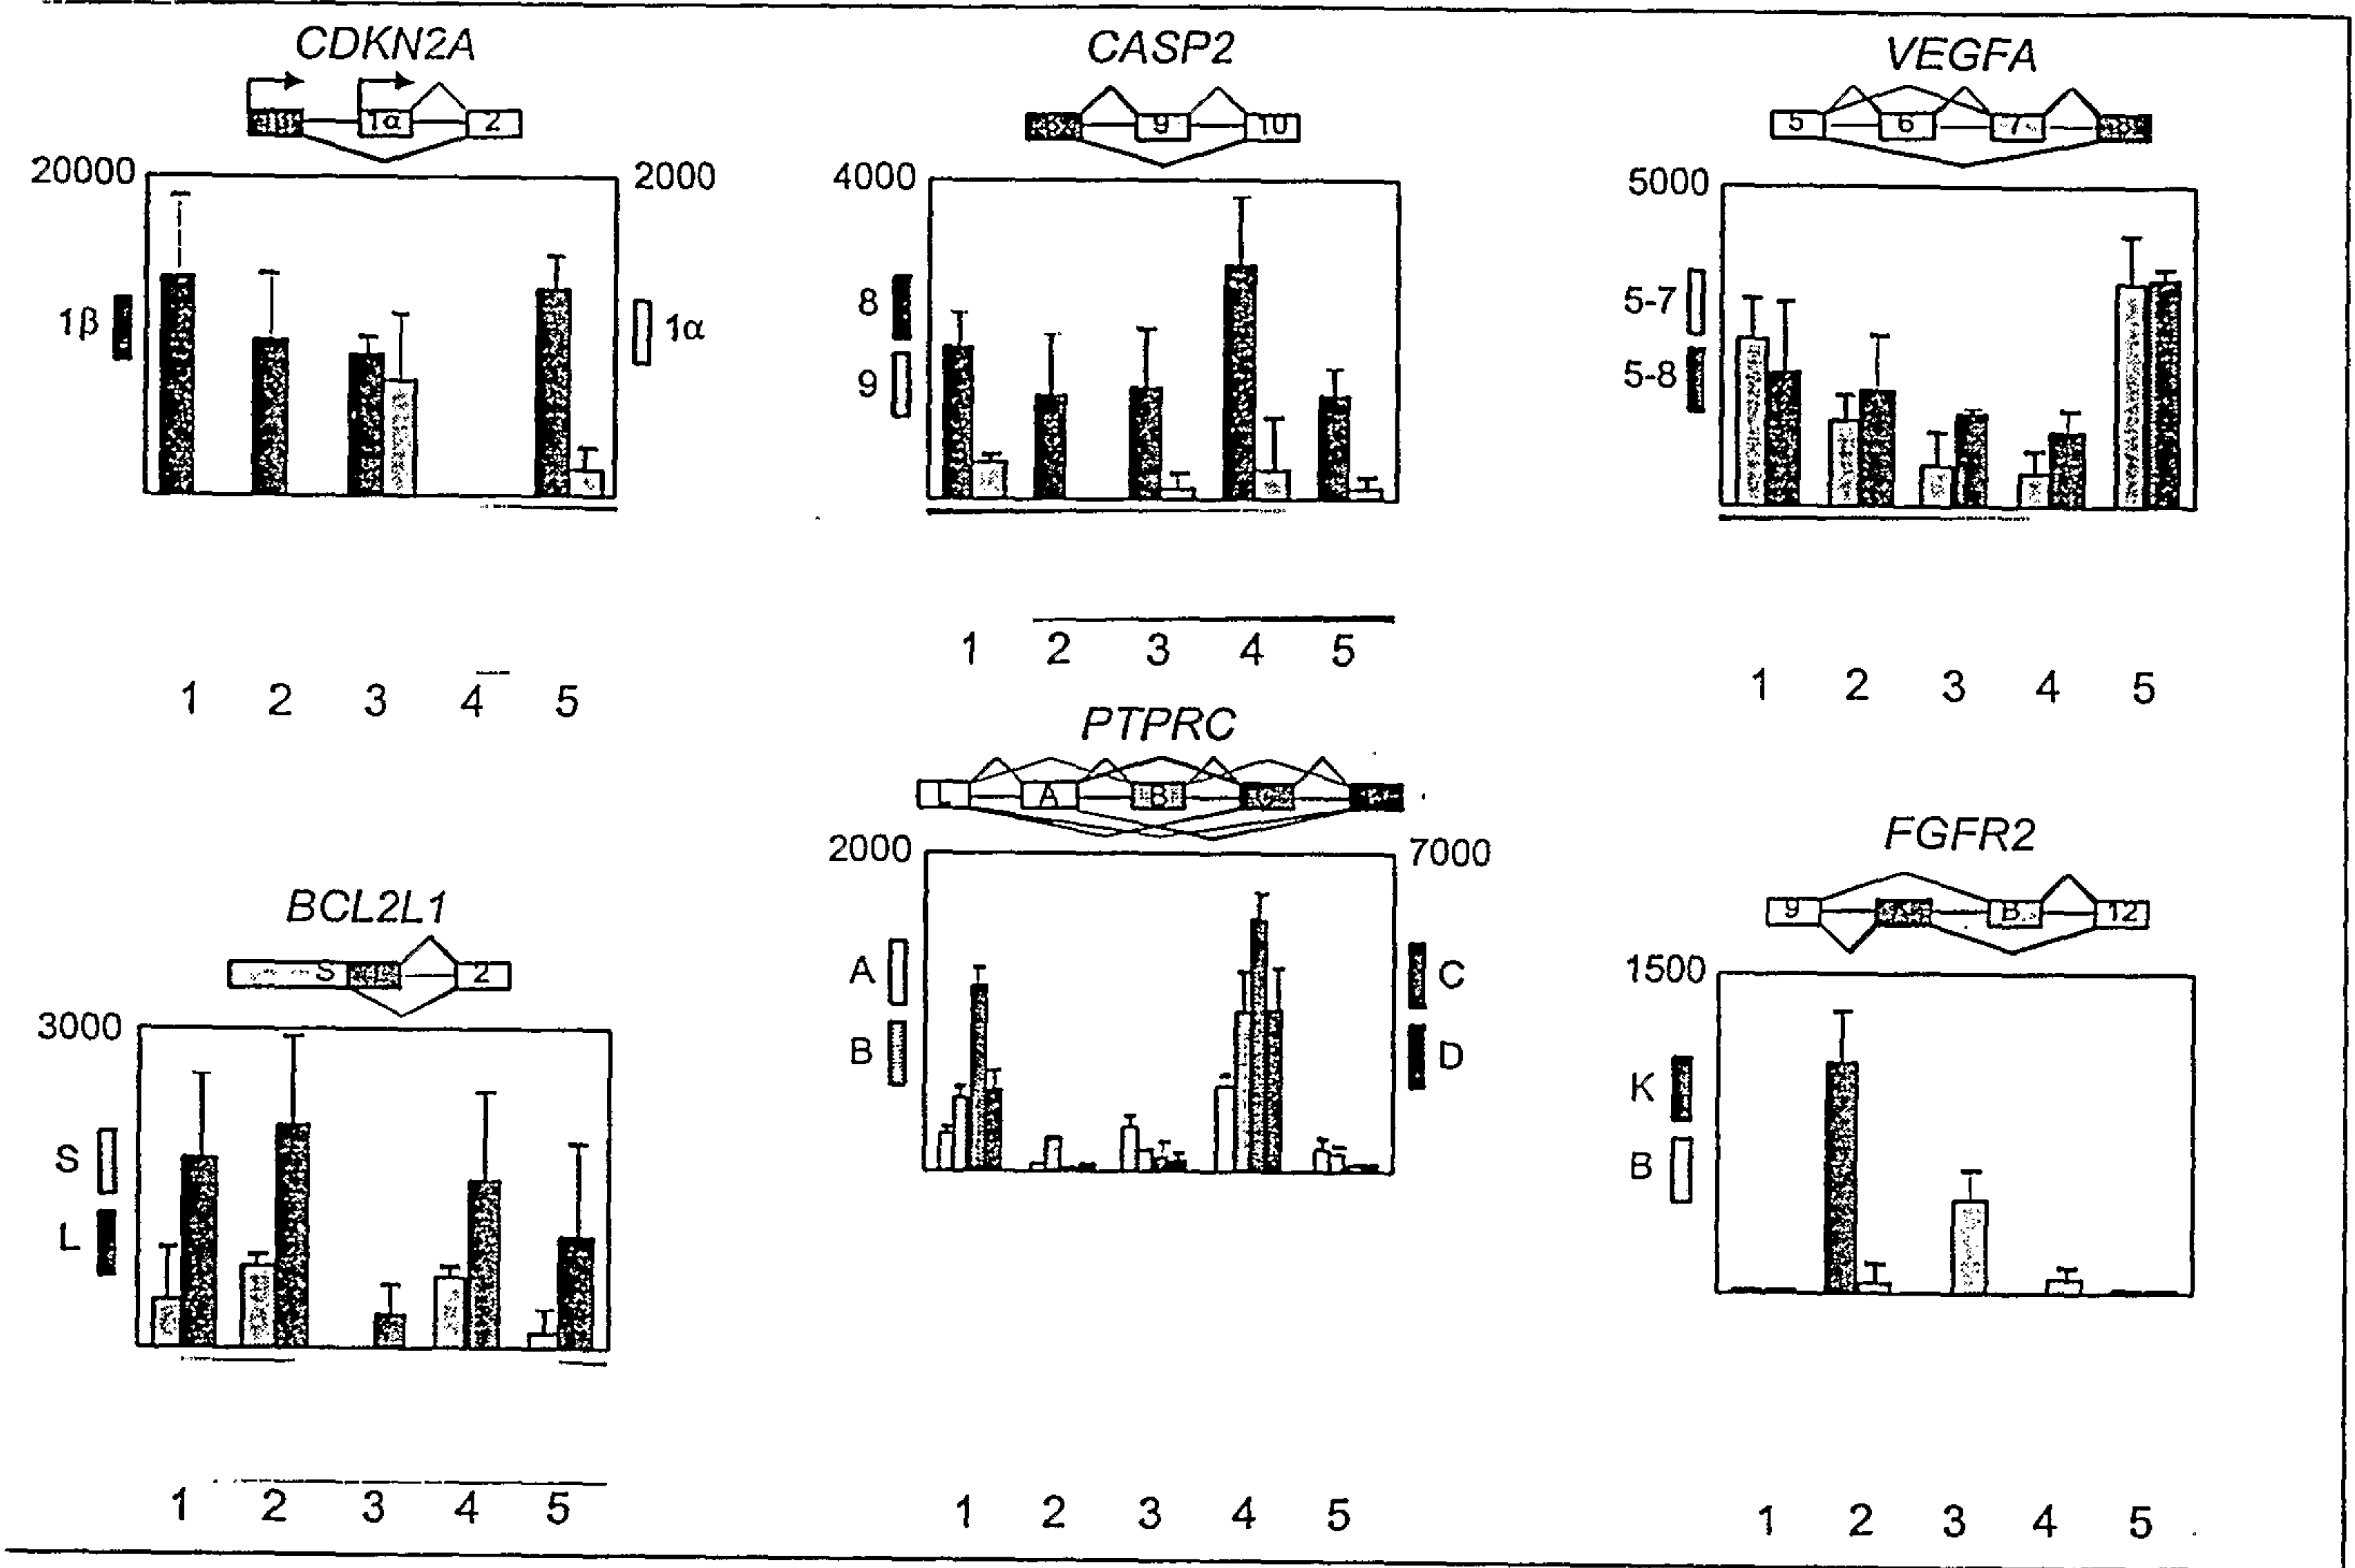 CDKN2A
1α 2
20000 2000
1β 1α
1 2 3 4 5
CASP2
9 10
4000
8
9
1 2 3 4 5
VEGFA
5 6 7 8
5000
5-7
5-8
1 2 3 4 5
BCL2L1
S 2
3000
S
L
1 2 3 4 5
PTPRC
A B
2000 7000
A C
B D
1 2 3 4 5
FGFR2
9 B 12
1500
K
B
1 2 3 4 5